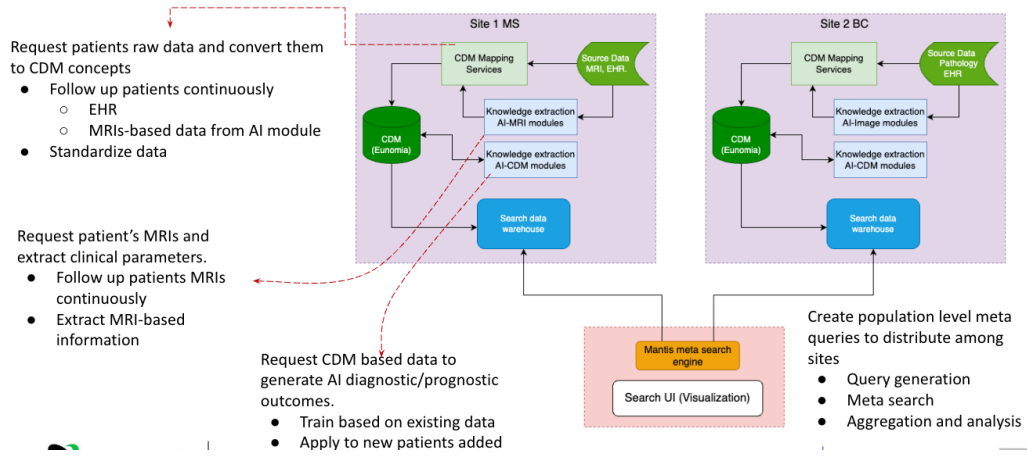 Request patients raw data and convert them
to CDM concepts
● Follow up patients continuously
○ EHR
○ MRIs-based data from AI module
● Standardize data
Request patient’s MRIs and
extract clinical parameters.
● Follow up patients MRIs
continuously
● Extract MRI-based
information
Request CDM based data to
generate AI diagnostic/prognostic
outcomes.
● Train based on existing data
● Apply to new patients added
Site 1 MS
CDM Mapping
Services
Source Data
MRI, EHR.
Knowledge extraction
AI-MRI modules
CDM
(Eunomia)
Knowledge extraction
AI-CDM modules
Search data
warehouse
Site 2 BC
CDM Mapping
Services
Source Data
Pathology
EHR
Knowledge extraction
AI-Image modules
CDM
(Eunomia)
Knowledge extraction
AI-CDM modules
Search data
warehouse
Mantis meta search
engine
Search UI (Visualization)
Create population level meta
queries to distribute among
sites
● Query generation
● Meta search
● Aggregation and analysis